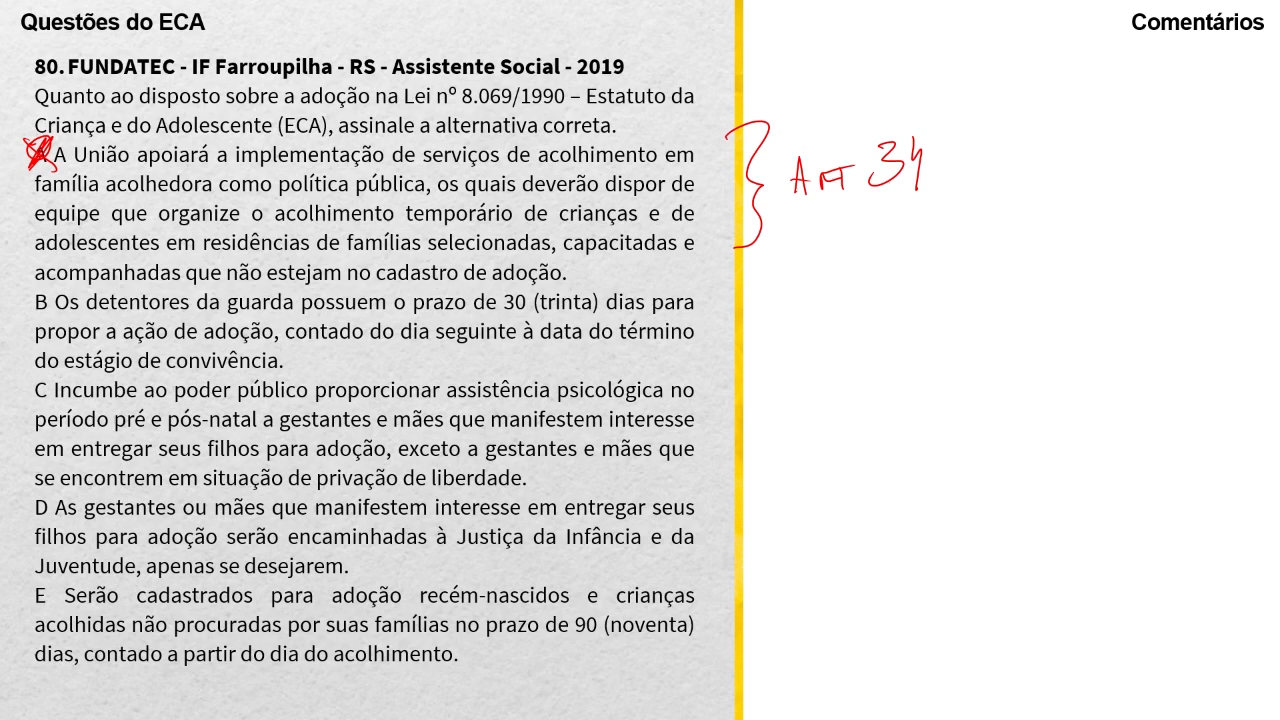 Questões do ECA
Comentários
80. FUNDATEC - IF Farroupilha - RS - Assistente Social - 2019
Quanto ao disposto sobre a adoção na Lei nº 8.069/1990 – Estatuto da
Criança e do Adolescente (ECA), assinale a alternativa correta.
A A União apoiará a implementação de serviços de acolhimento em
família acolhedora como política pública, os quais deverão dispor de
equipe que organize o acolhimento temporário de crianças e de
adolescentes em residências de famílias selecionadas, capacitadas e
acompanhadas que não estejam no cadastro de adoção.
Art 34
B Os detentores da guarda possuem o prazo de 30 (trinta) dias para
propor a ação de adoção, contado do dia seguinte à data do término
do estágio de convivência.
C Incumbe ao poder público proporcionar assistência psicológica no
período pré e pós-natal a gestantes e mães que manifestem interesse
em entregar seus filhos para adoção, exceto a gestantes e mães que
se encontrem em situação de privação de liberdade.
D As gestantes ou mães que manifestem interesse em entregar seus
filhos para adoção serão encaminhadas à Justiça da Infância e da
Juventude, apenas se desejarem.
E Serão cadastrados para adoção recém-nascidos e crianças
acolhidas não procuradas por suas famílias no prazo de 90 (noventa)
dias, contado a partir do dia do acolhimento.